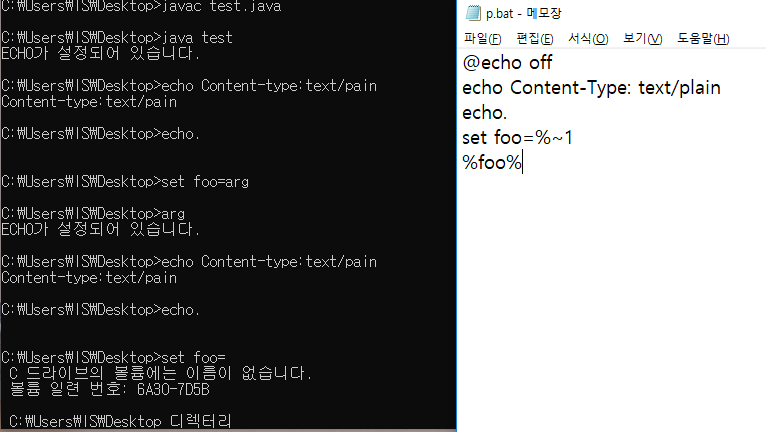 C:₩Users₩IS₩Desktop>javac test.java
C:₩Users₩IS₩Desktop>java test
ECHO가 설정되어 있습니다.
C:₩Users₩IS₩Desktop>echo Content-type:text/pain
Content-type:text/pain
C:₩Users₩IS₩Desktop>echo.
C:₩Users₩IS₩Desktop>set foo=arg
C:₩Users₩IS₩Desktop>arg
ECHO가 설정되어 있습니다.
C:₩Users₩IS₩Desktop>echo Content-type:text/pain
Content-type:text/pain
C:₩Users₩IS₩Desktop>echo.
C:₩Users₩IS₩Desktop>set foo=
C 드라이브의 볼륨에는 이름이 없습니다.
볼륨 일련 번호: 6A30-7D5B
C:₩Users₩IS₩Desktop 디렉터리
p.bat - 메모장
파일(F) 편집(E) 서식(O) 보기(V) 도움말(H)
@echo off
echo Content-Type: text/plain
echo.
set foo=%~1
%foo%